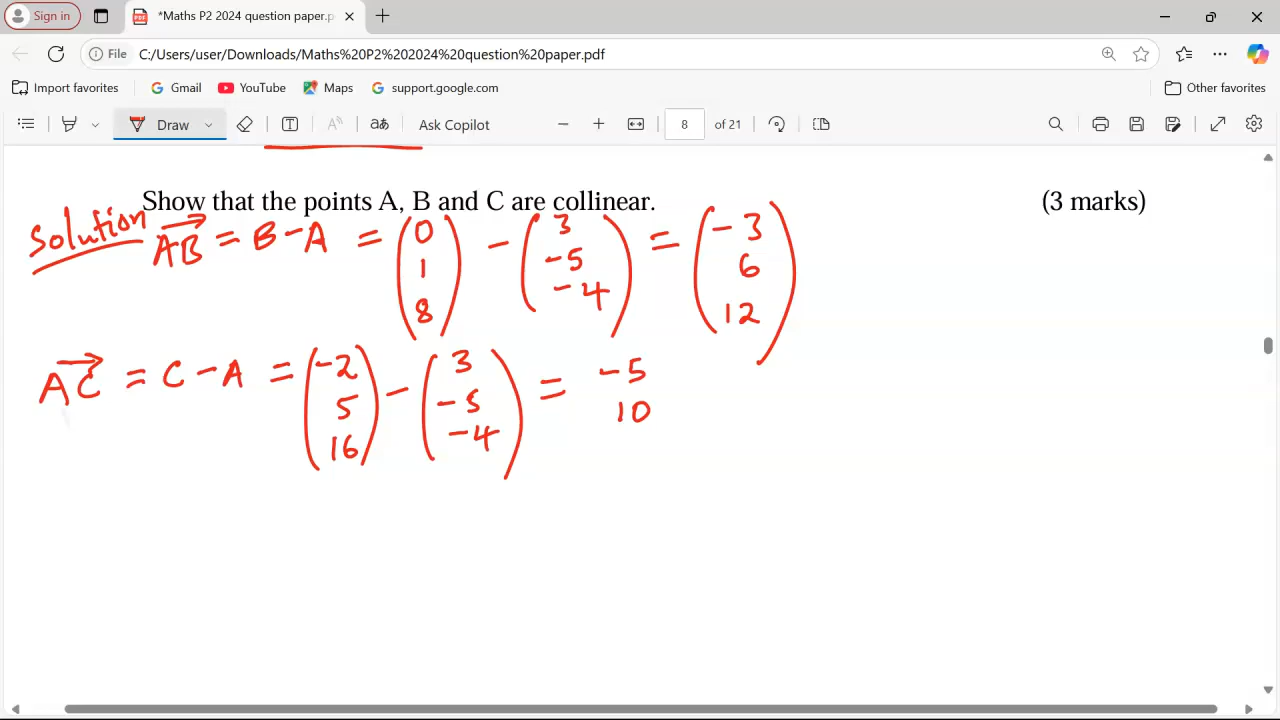 Sign in
*Maths P2 2024 question paper.p
File C:/Users/user/Downloads/Maths%20P2%202024%20question%20paper.pdf
Import favorites Gmail YouTube Maps support.google.com Other favorites
Draw Ask Copilot 8 of 21
Show that the points A, B and C are collinear. (3 marks)
Solution AB = B - A = (0 1 8) - (3 -5 -4) = (-3 6 12)
AC = C - A = (-2 5 16) - (3 -5 -4) = -5 10